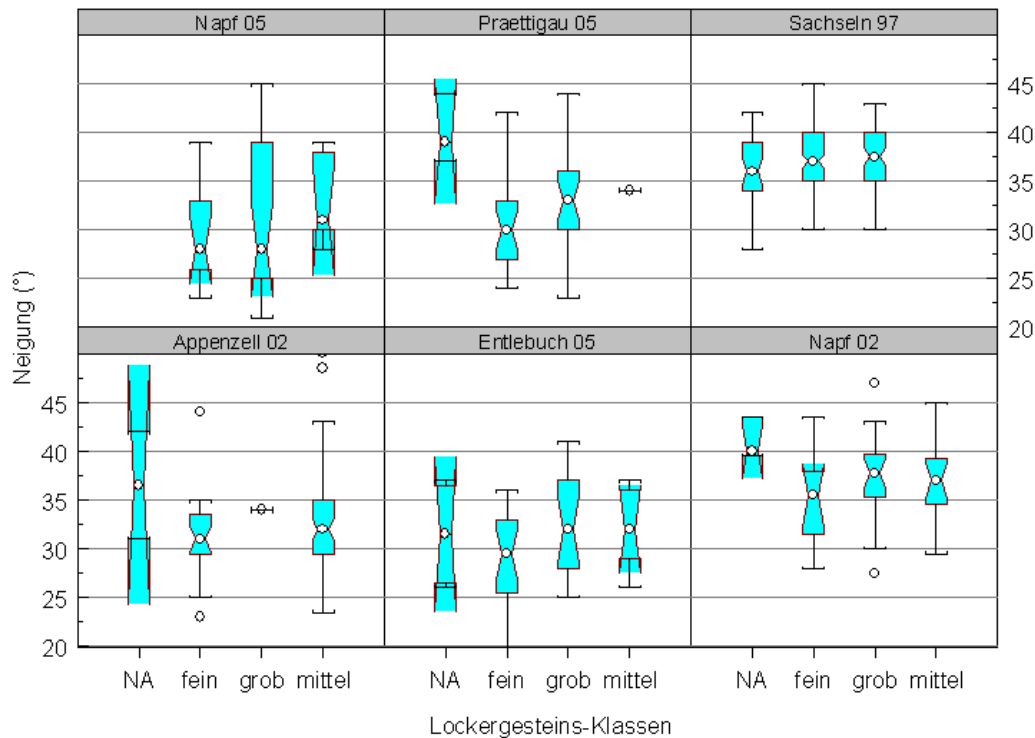 Napf 05 Praettigau 05 Sachseln 97
45
40
35
30
25
20
Neigung (°)
Appenzell 02 Entlebuch 05 Napf 02
45
40
35
30
25
20
NA fein grob mittel NA fein grob mittel NA fein grob mittel
Lockergesteins-Klassen